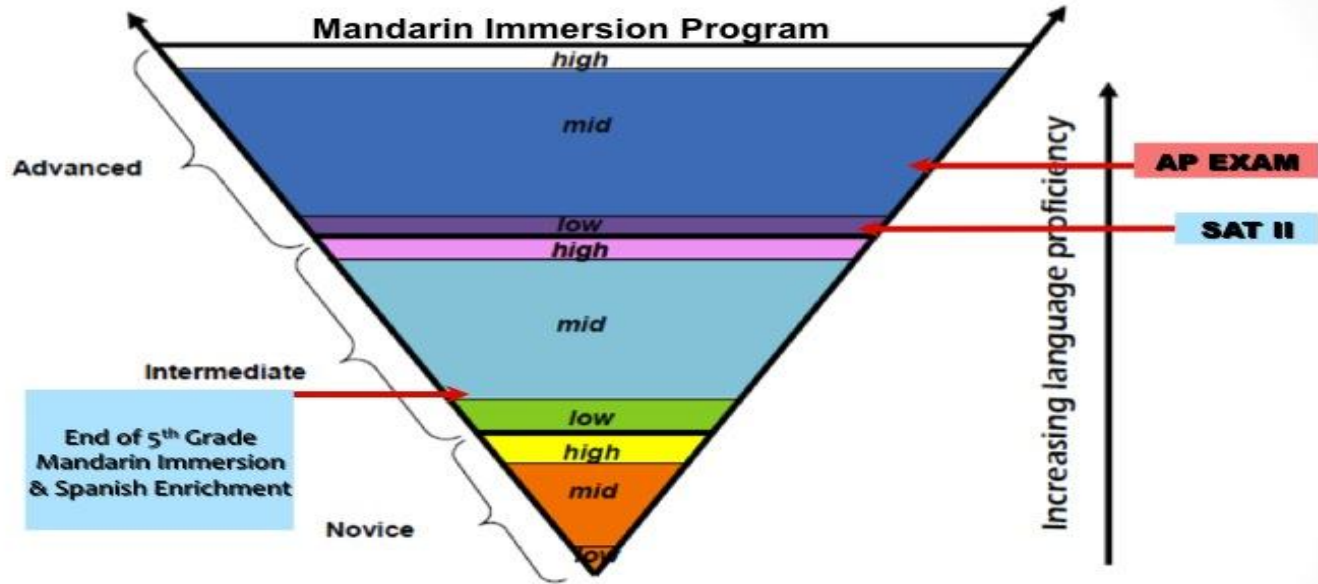 Mandarin Immersion Program
high
mid
Advanced
AP EXAM
low
SAT II
high
mid
Intermediate
low
End of 5th Grade
Mandarin Immersion
& Spanish Enrichment
high
mid
Novice
low
Increasing language proficiency